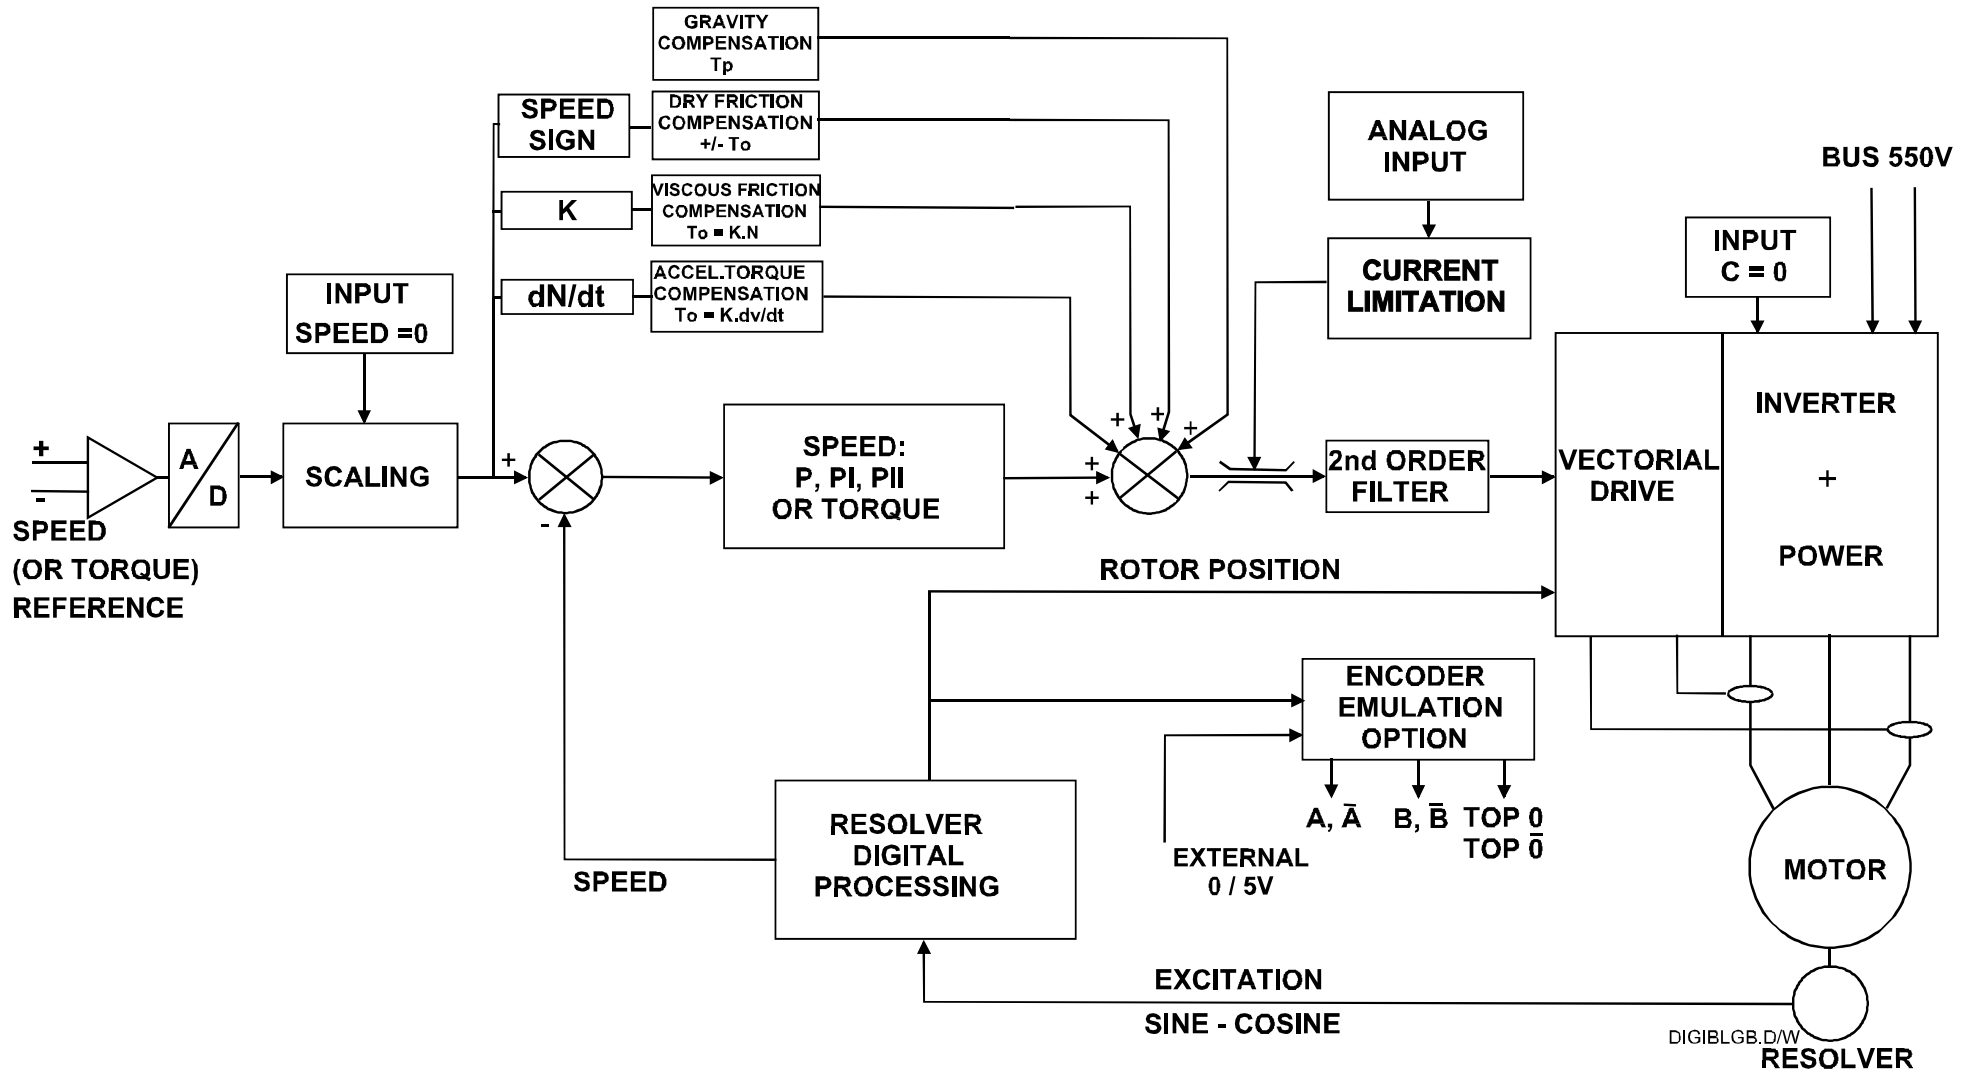 GRAVITY
COMPENSATION
Tp
SPEED
SIGN
DRY FRICTION
COMPENSATION
+/- To
K
VISCOUS FRICTION
COMPENSATION
To = K.N
dN/dt
ACCEL.TORQUE
COMPENSATION
To = K.dv/dt
ANALOG
INPUT
CURRENT
LIMITATION
BUS 550V
INPUT
C = 0
INPUT
SPEED =0
+
-
A
D
SCALING
+
-
SPEED:
P, PI, PII
OR TORQUE
+
+
+
+
+
2nd ORDER
FILTER
VECTORIAL
DRIVE
INVERTER
+
POWER
SPEED
(OR TORQUE)
REFERENCE
ROTOR POSITION
ENCODER
EMULATION
OPTION
A, A̅
B, B̅
TOP 0
TOP 0̅
EXTERNAL
0 / 5V
RESOLVER
DIGITAL
PROCESSING
SPEED
MOTOR
EXCITATION
SINE - COSINE
DIGIBLGB.D/W
RESOLVER